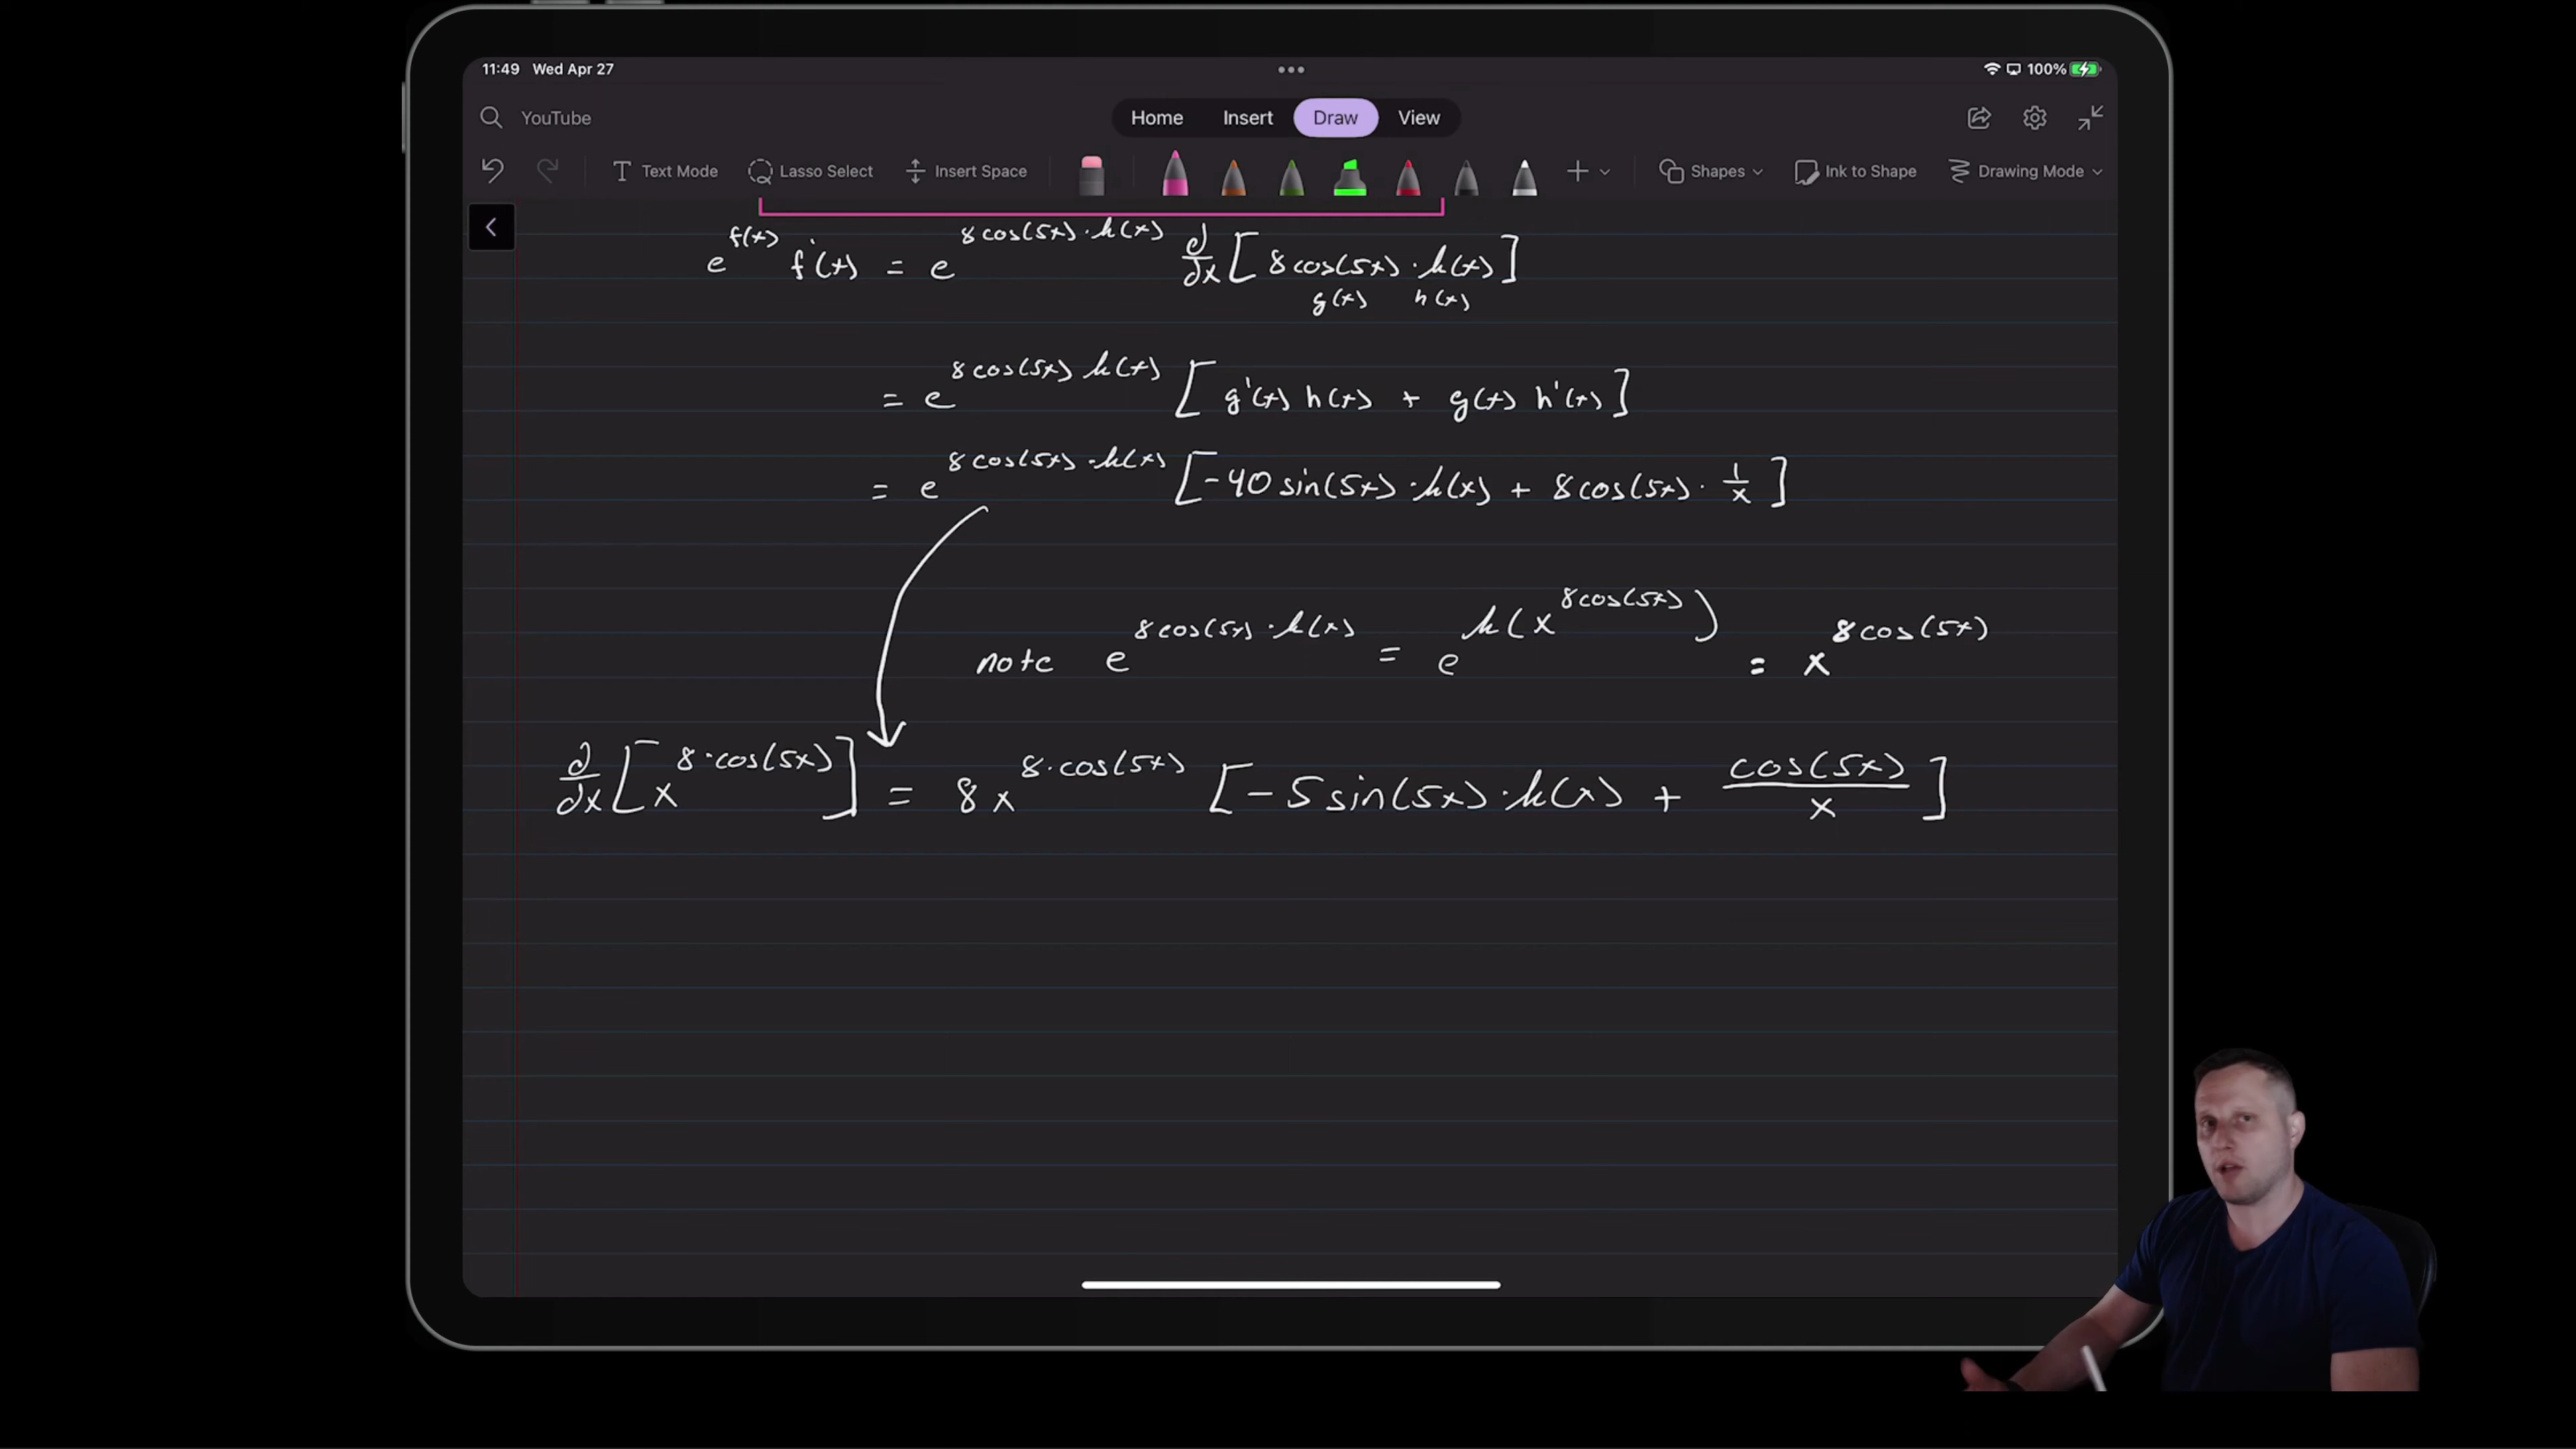 11:49 Wed Apr 27
100%
YouTube
Home Insert Draw View
Text Mode Lasso Select Insert Space Shapes Ink to Shape Drawing Mode
e^{f(x)} f'(x) = e^{8cos(5x)·ln(x)} d/dx [8cos(5x)·ln(x)]
g(x) h(x)
= e^{8cos(5x) ln(x)} [g'(x) h(x) + g(x) h'(x)]
= e^{8cos(5x)·ln(x)} [-40 sin(5x)·ln(x) + 8cos(5x)·1/x]
note e^{8cos(5x)·ln(x)} = e^{ln(x^{8cos(5x)})} = x^{8cos(5x)}
d/dx [x^{8·cos(5x)}] = 8x^{8·cos(5x)} [-5 sin(5x)·ln(x) + cos(5x)/x]